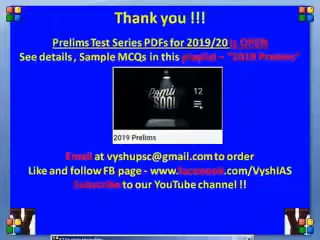 Thank you !!!
Prelims Test Series PDFs for 2019/20 is OPEN
See details , Sample MCQs in this playlist – "2019 Prelims"
COMING
SOON
12
2019 Prelims
Email at vyshupsc@gmail.com to order
Like and follow FB page - www.facebook.com/VyshIAS
Subscribe to our YouTube channel !!